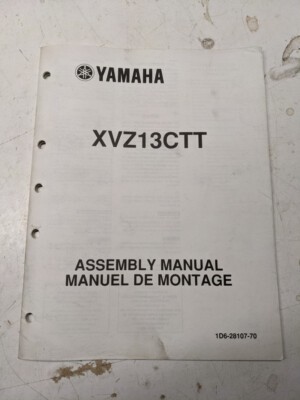 YAMAHA
XVZ13CTT
ASSEMBLY MANUAL
MANUEL DE MONTAGE
1D6-28107-70